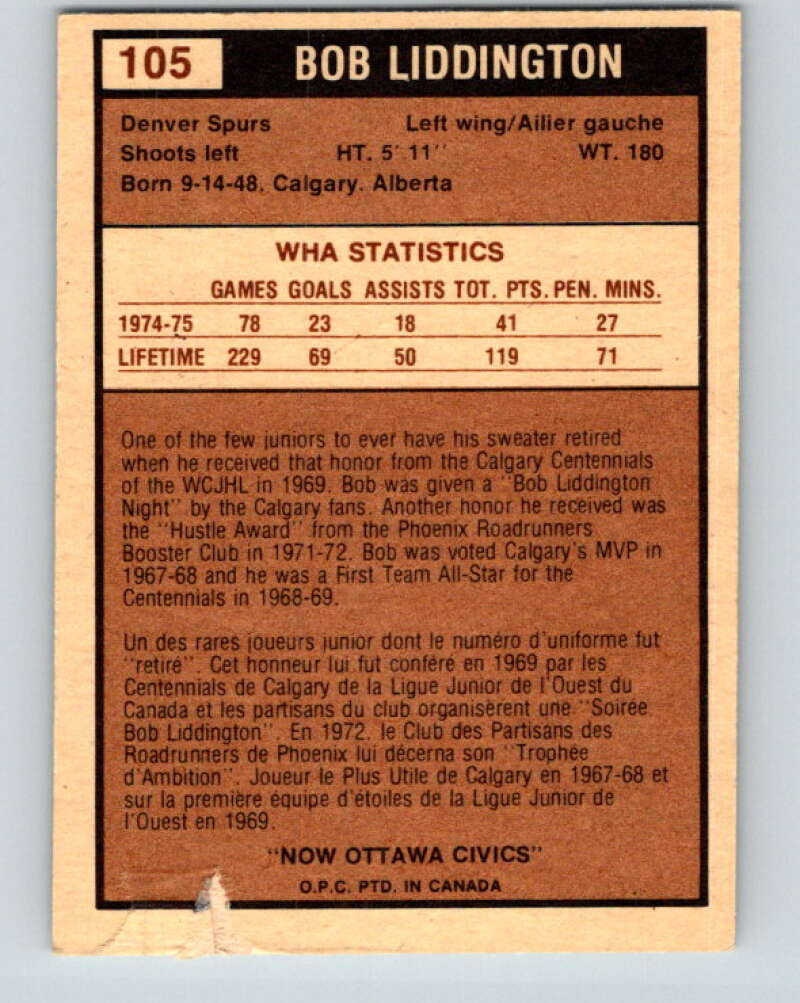 105 BOB LIDDINGTON
Denver Spurs Left wing/Ailier gauche
Shoots left HT. 5' 11'' WT. 180
Born 9-14-48, Calgary, Alberta
WHA STATISTICS
GAMES GOALS ASSISTS TOT. PTS. PEN. MINS.
1974-75 78 23 18 41 27
LIFETIME 229 69 50 119 71
One of the few juniors to ever have his sweater retired
when he received that honor from the Calgary Centennials
of the WCJHL in 1969. Bob was given a "Bob Liddington
Night" by the Calgary fans. Another honor he received was
the "Hustle Award" from the Phoenix Roadrunners
Booster Club in 1971-72. Bob was voted Calgary's MVP in
1967-68 and he was a First Team All-Star for the
Centennials in 1968-69.
Un des rares joueurs junior dont le numéro d'uniforme fut
"retiré". Cet honneur lui fut conféré en 1969 par les
Centennials de Calgary de la Ligue Junior de l'Ouest du
Canada et les partisans du club organisèrent une "Soirée
Bob Liddington". En 1972, le Club des Partisans des
Roadrunners de Phoenix lui décerna son "Trophée
d'Ambition". Joueur le Plus Utile de Calgary en 1967-68 et
sur la première équipe d'étoiles de la Ligue Junior de
l'Ouest en 1969.
"NOW OTTAWA CIVICS"
O.P.C. PTD. IN CANADA